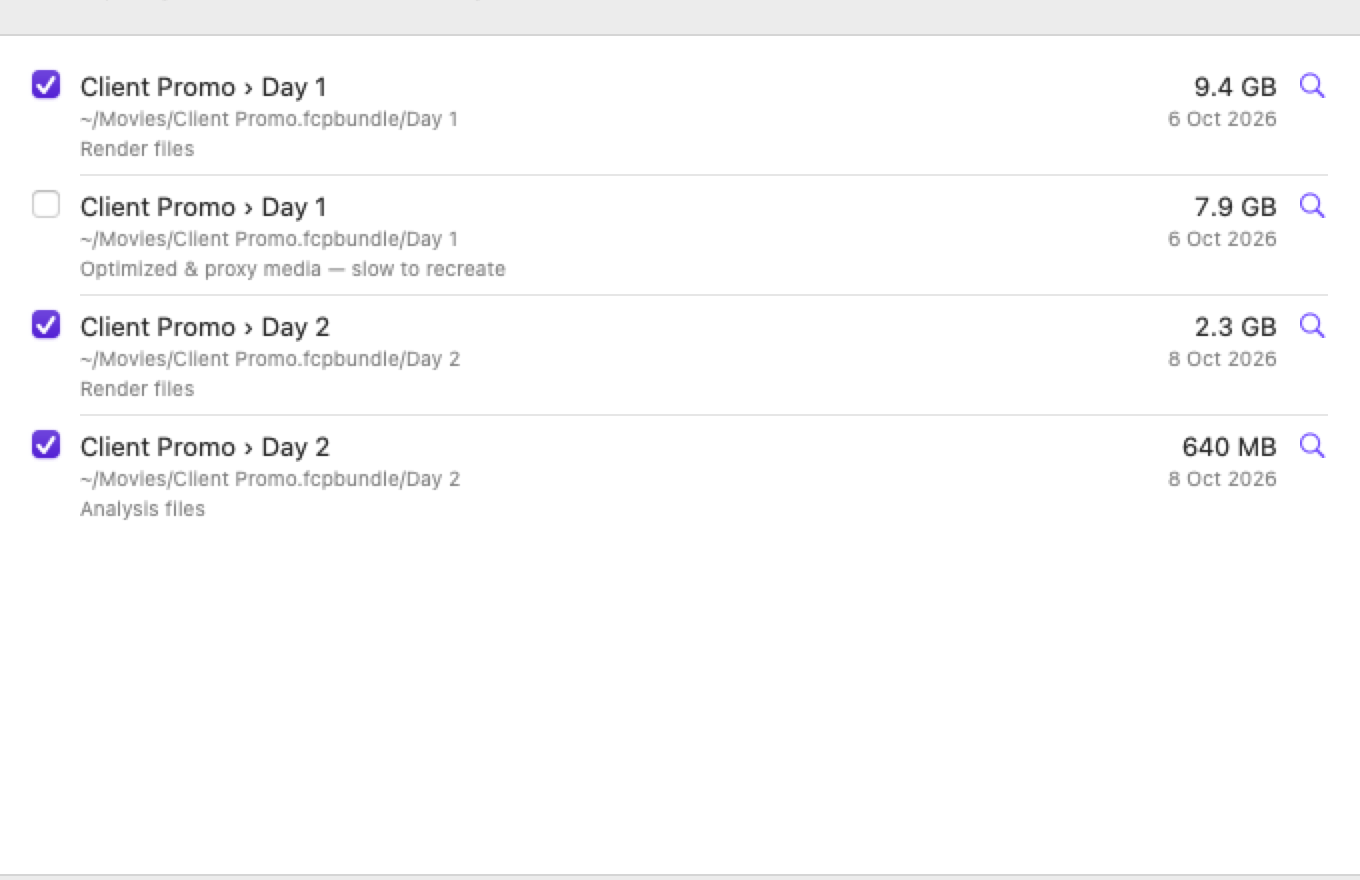 Client Promo › Day 1
9.4 GB
~/Movies/Client Promo.fcpbundle/Day 1
6 Oct 2026
Render files
Client Promo › Day 1
7.9 GB
~/Movies/Client Promo.fcpbundle/Day 1
6 Oct 2026
Optimized & proxy media — slow to recreate
Client Promo › Day 2
2.3 GB
~/Movies/Client Promo.fcpbundle/Day 2
8 Oct 2026
Render files
Client Promo › Day 2
640 MB
~/Movies/Client Promo.fcpbundle/Day 2
8 Oct 2026
Analysis files